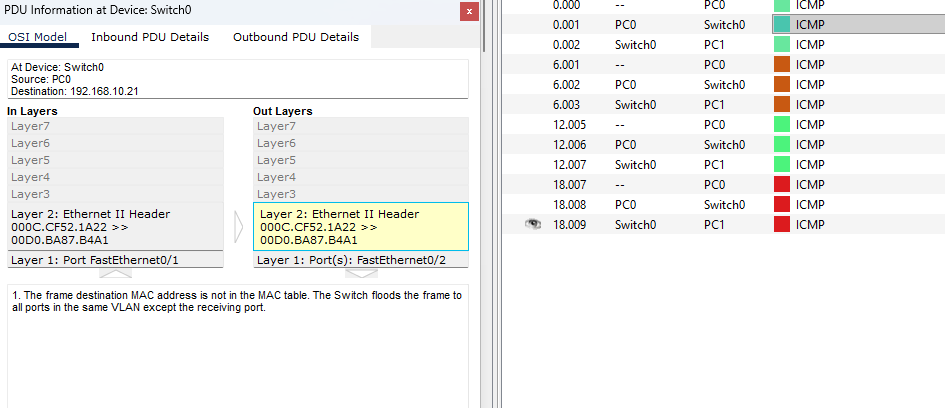 PDU Information at Device: Switch0
x
OSI Model Inbound PDU Details Outbound PDU Details
At Device: Switch0
Source: PC0
Destination: 192.168.10.21
In Layers
Layer7
Layer6
Layer5
Layer4
Layer3
Layer 2: Ethernet II Header
000C.CF52.1A22 >>
00D0.BA87.B4A1
Layer 1: Port FastEthernet0/1
Out Layers
Layer7
Layer6
Layer5
Layer4
Layer3
Layer 2: Ethernet II Header
000C.CF52.1A22 >>
00D0.BA87.B4A1
Layer 1: Port(s): FastEthernet0/2
1. The frame destination MAC address is not in the MAC table. The Switch floods the frame to
all ports in the same VLAN except the receiving port.
0.000 -- PC0 ICMP
0.001 PC0 Switch0 ICMP
0.002 Switch0 PC1 ICMP
6.001 -- PC0 ICMP
6.002 PC0 Switch0 ICMP
6.003 Switch0 PC1 ICMP
12.005 -- PC0 ICMP
12.006 PC0 Switch0 ICMP
12.007 Switch0 PC1 ICMP
18.007 -- PC0 ICMP
18.008 PC0 Switch0 ICMP
18.009 Switch0 PC1 ICMP